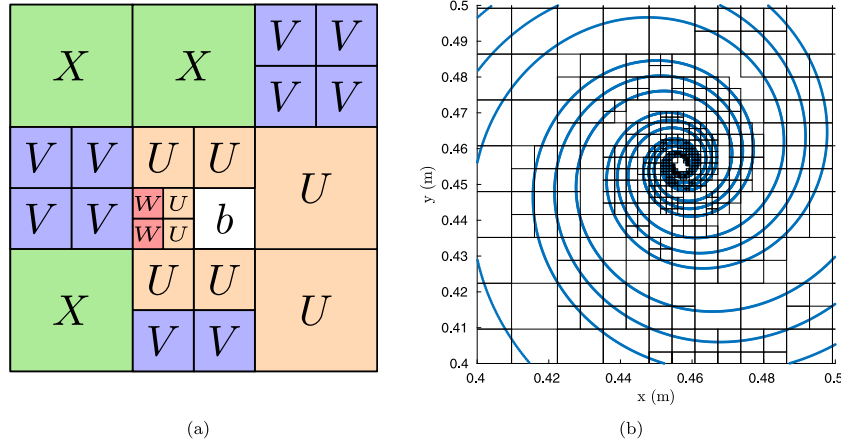 X X V V
V V
V V U U U
V V W U b
W U
X U U U
V V
(a)
0.5
0.49
0.48
0.47
0.46
0.45
0.44
0.43
0.42
0.41
0.4
y (m)
0.4 0.42 0.44 0.46 0.48 0.5
x (m)
(b)